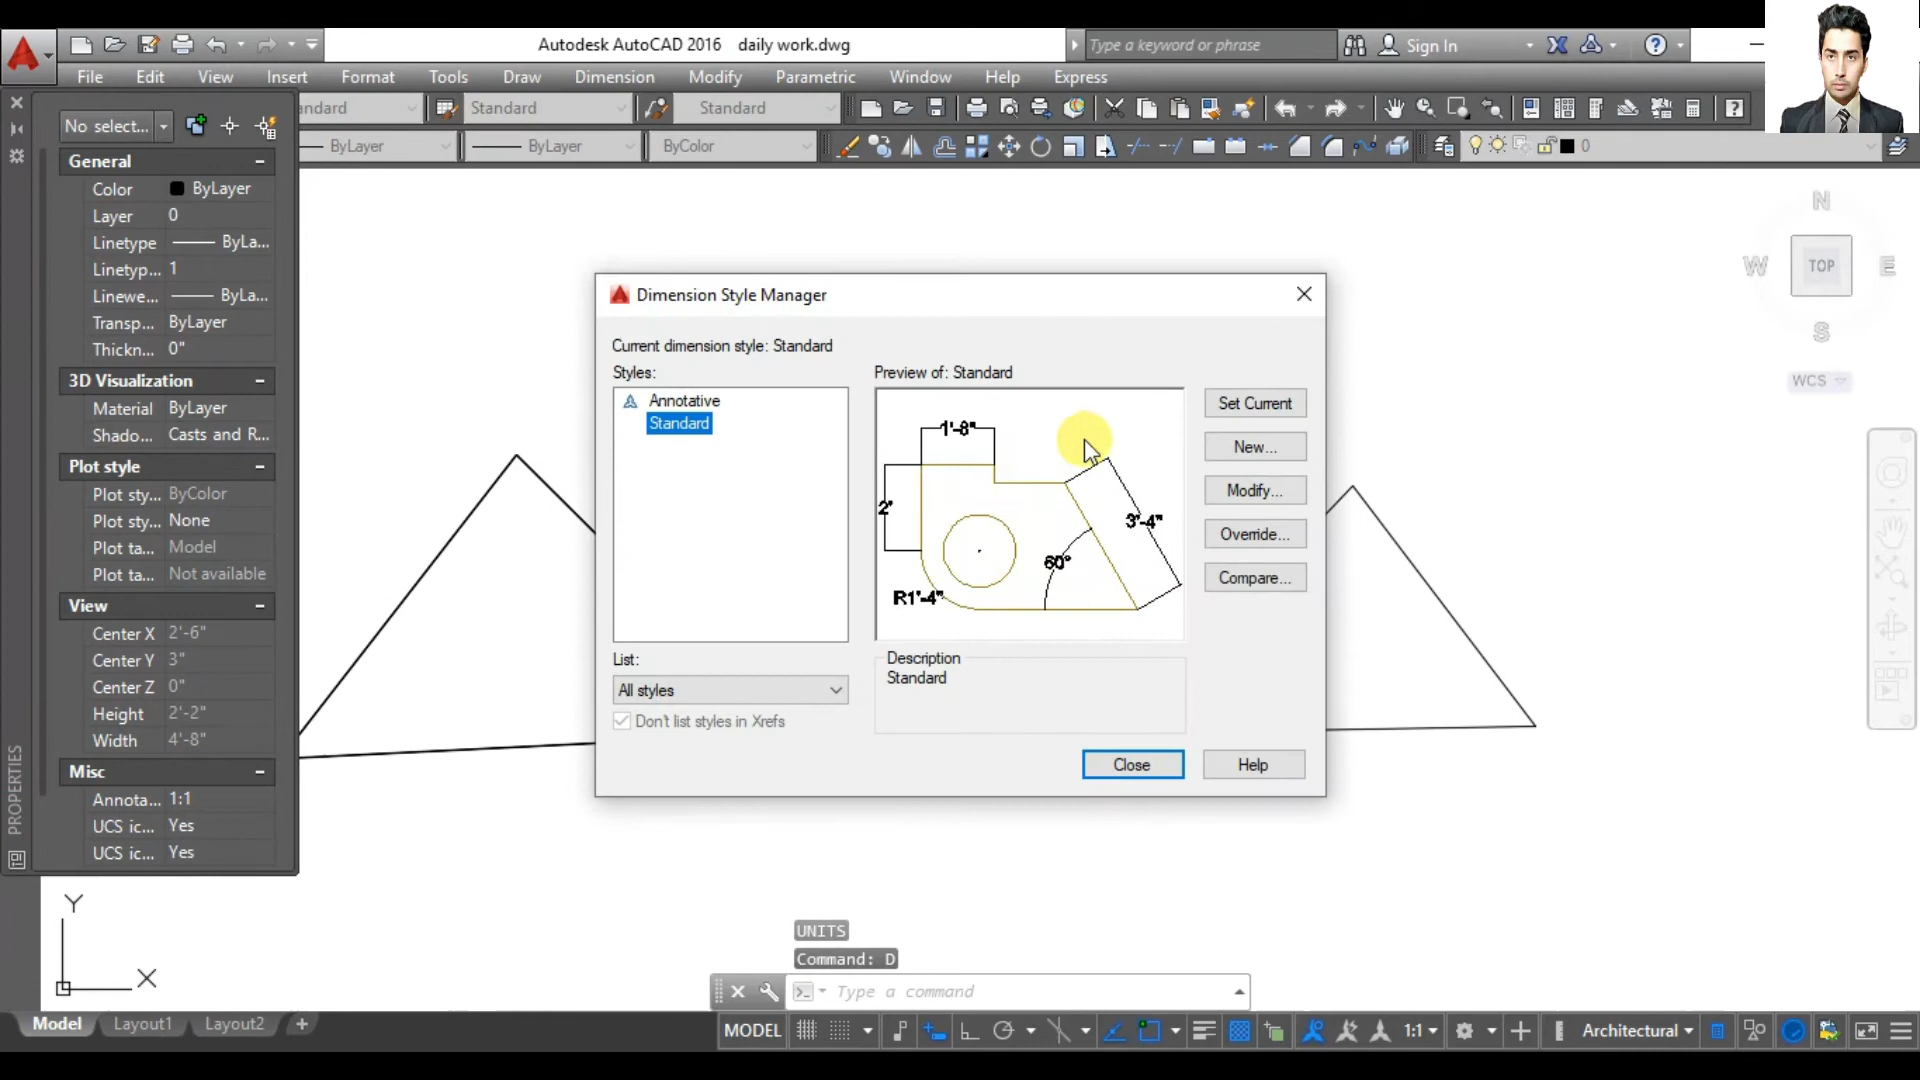 Autodesk AutoCAD 2016 daily work.dwg
Type a keyword or phrase
Sign In
File Edit View Insert Format Tools Draw Dimension Modify Parametric Window Help Express
andard Standard Standard
ByLayer ByLayer ByColor 0
No select...
General
Color ByLayer
Layer 0
Linetype ByLa...
Linetyp... 1
Linewe... ByLa...
Transp... ByLayer
Thickn... 0"
3D Visualization
Material ByLayer
Shado... Casts and R...
Plot style
Plot sty... ByColor
Plot sty... None
Plot ta... Model
Plot ta... Not available
View
Center X 2'-6"
Center Y 3"
Center Z 0"
Height 2'-2"
Width 4'-8"
Misc
Annota... 1:1
UCS ic... Yes
UCS ic... Yes
PROPERTIES
Dimension Style Manager
Current dimension style: Standard
Styles:
Annotative
Standard
List:
All styles
Don't list styles in Xrefs
Preview of: Standard
1'-8"
2'
3'-4"
60°
R1'-4"
Description
Standard
Set Current
New...
Modify...
Override...
Compare...
Close
Help
N
W TOP E
S
WCS
Y
X
UNITS
Command: D
Type a command
Model Layout1 Layout2 +
MODEL 1:1 Architectural